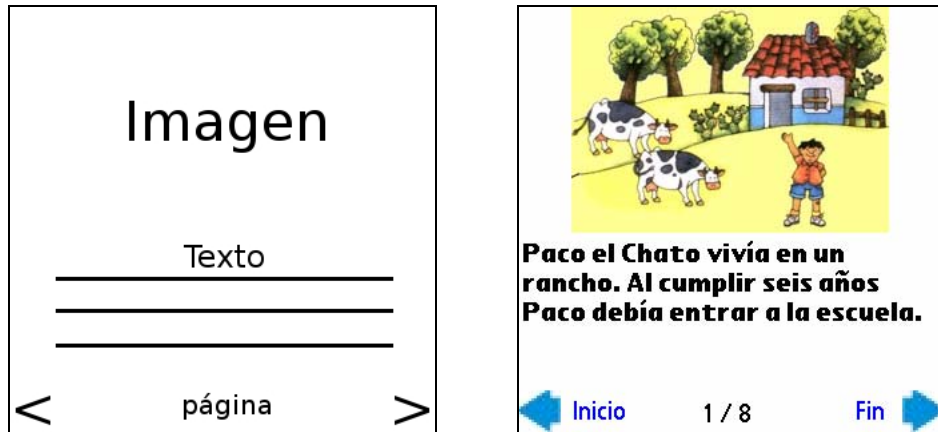 Imagen
Texto
< página >
Paco el Chato vivía en un
rancho. Al cumplir seis años
Paco debía entrar a la escuela.
Inicio 1 / 8 Fin